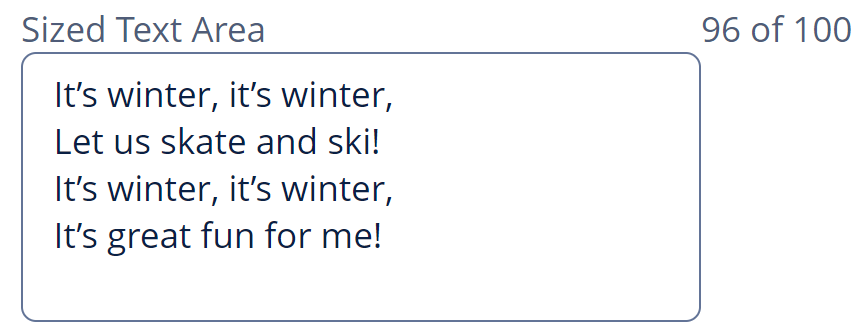 Sized Text Area
96 of 100
It’s winter, it’s winter,
Let us skate and ski!
It’s winter, it’s winter,
It’s great fun for me!